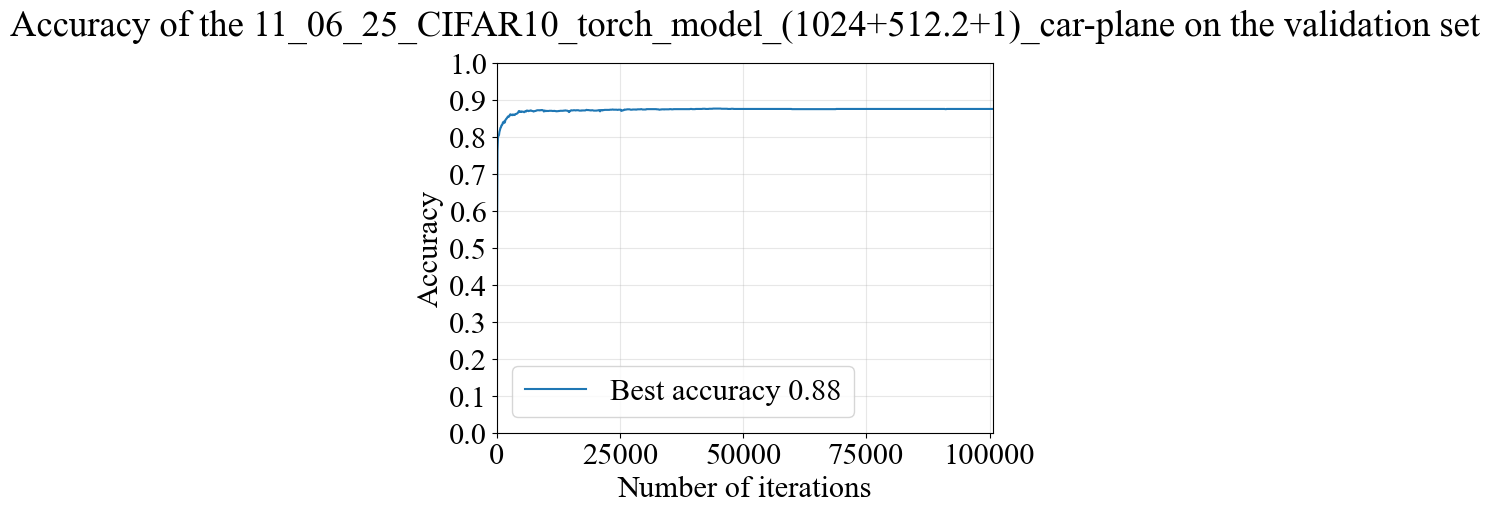 Accuracy of the 11_06_25_CIFAR10_torch_model_(1024+512.2+1)_car-plane on the validation set
1.0
0.9
0.8
0.7
0.6
0.5
0.4
0.3
0.2
0.1
0.0
Accuracy
Best accuracy 0.88
0 25000 50000 75000 100000
Number of iterations